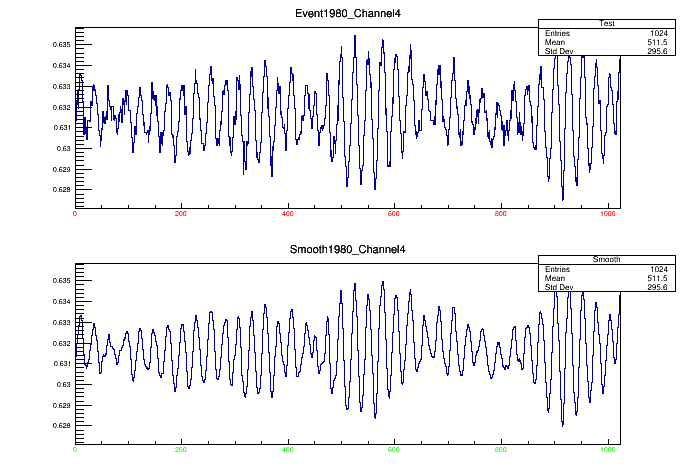 Event1980_Channel4
Test
Entries 1024
Mean 511.5
Std Dev 295.6
0.635
0.634
0.633
0.632
0.631
0.63
0.629
0.628
0 200 400 600 800 1000
Smooth1980_Channel4
Smooth
Entries 1024
Mean 511.5
Std Dev 295.6
0.635
0.634
0.633
0.632
0.631
0.63
0.629
0.628
0 200 400 600 800 1000